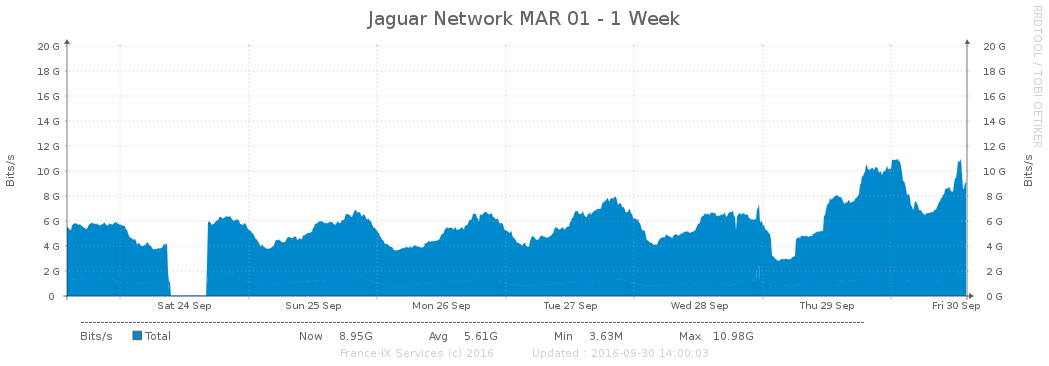 Jaguar Network MAR 01 - 1 Week
RRDTOOL / TOBI OETIKER
Bits/s
Bits/s
20 G 20 G
18 G 18 G
16 G 16 G
14 G 14 G
12 G 12 G
10 G 10 G
8 G 8 G
6 G 6 G
4 G 4 G
2 G 2 G
0 0 G
Sat 24 Sep Sun 25 Sep Mon 26 Sep Tue 27 Sep Wed 28 Sep Thu 29 Sep Fri 30 Sep
Bits/s Total Now 8.95G Avg 5.61G Min 3.63M Max 10.98G
France-IX Services (c) 2016 Updated : 2016-09-30 14:00:03